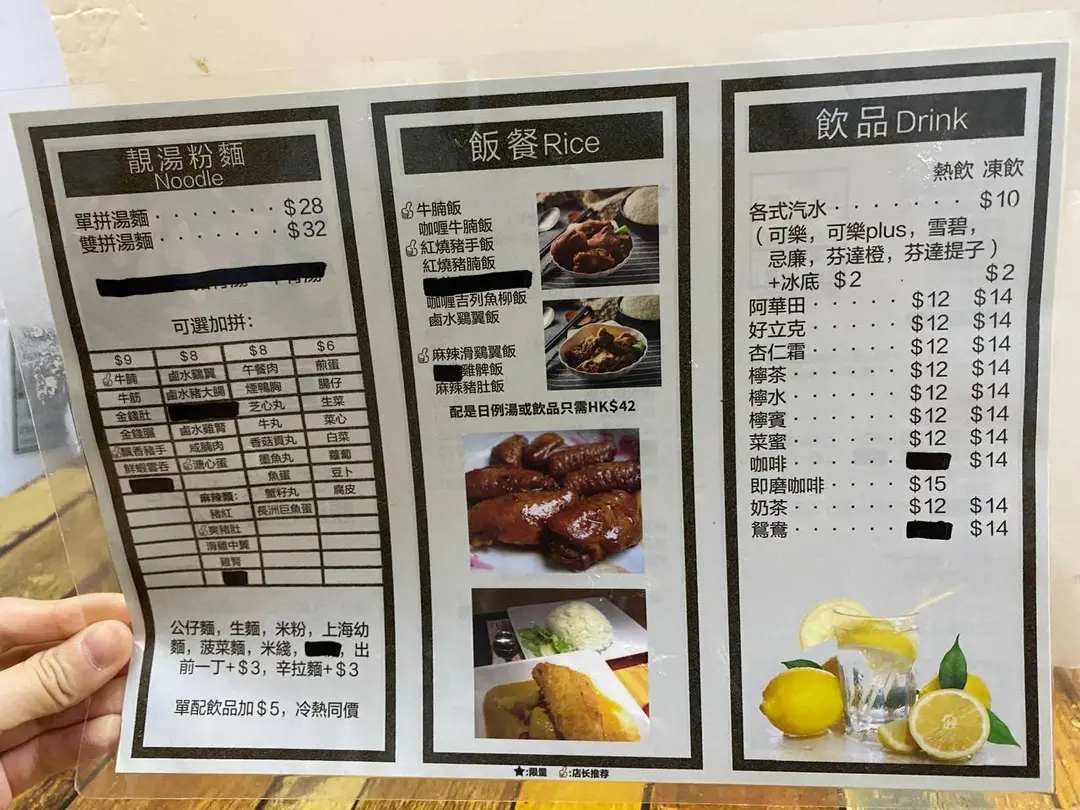 靚湯粉麵
Noodle
單拼湯麵 · · · · · · · $28
雙拼湯麵 · · · · · · · $32
可選加拼:
$9 $8 $8 $6
牛腩 鹵水鷄翼 午餐肉 煎蛋
牛筋 鹵水豬大腸 煙鴨胸 腸仔
金錢肚 芝心丸 生菜
金錢腸 鹵水雞腎 牛丸 菜心
飄香豬手 咸腩肉 香菇貢丸 白菜
鮮蝦雲吞 溏心蛋 墨魚丸 蘿蔔
魚蛋 豆卜
麻辣類: 蟹籽丸 腐皮
豬紅 長洲巨魚蛋
爽豬肚
滑雞中翼
雞腎
公仔麵,生麵,米粉,上海幼
麵,菠菜麵,米綫, ,出
前一丁+$3,辛拉麵+$3
單配飲品加$5,冷熱同價
飯餐Rice
牛腩飯
咖喱牛腩飯
紅燒豬手飯
紅燒豬腩飯
咖喱吉列魚柳飯
鹵水鷄翼飯
麻辣滑鷄翼飯
雞髀飯
麻辣豬肚飯
配是日例湯或飲品只需HK$42
★:限量 :店长推荐
飲品Drink
熱飲 凍飲
各式汽水 · · · · · · · · $10
(可樂,可樂plus,雪碧,
忌廉,芬達橙,芬達提子)
+冰底 $2 $2
阿華田 · · · · · $12 $14
好立克 · · · · · $12 $14
杏仁霜 · · · · · $12 $14
檸茶 · · · · · · $12 $14
檸水 · · · · · · $12 $14
檸賓 · · · · · · $12 $14
菜蜜 · · · · · · $12 $14
咖啡 · · · · · · $14
即磨咖啡 · · · · $15
奶茶 · · · · · · $12 $14
鴛鴦 · · · · · · $14